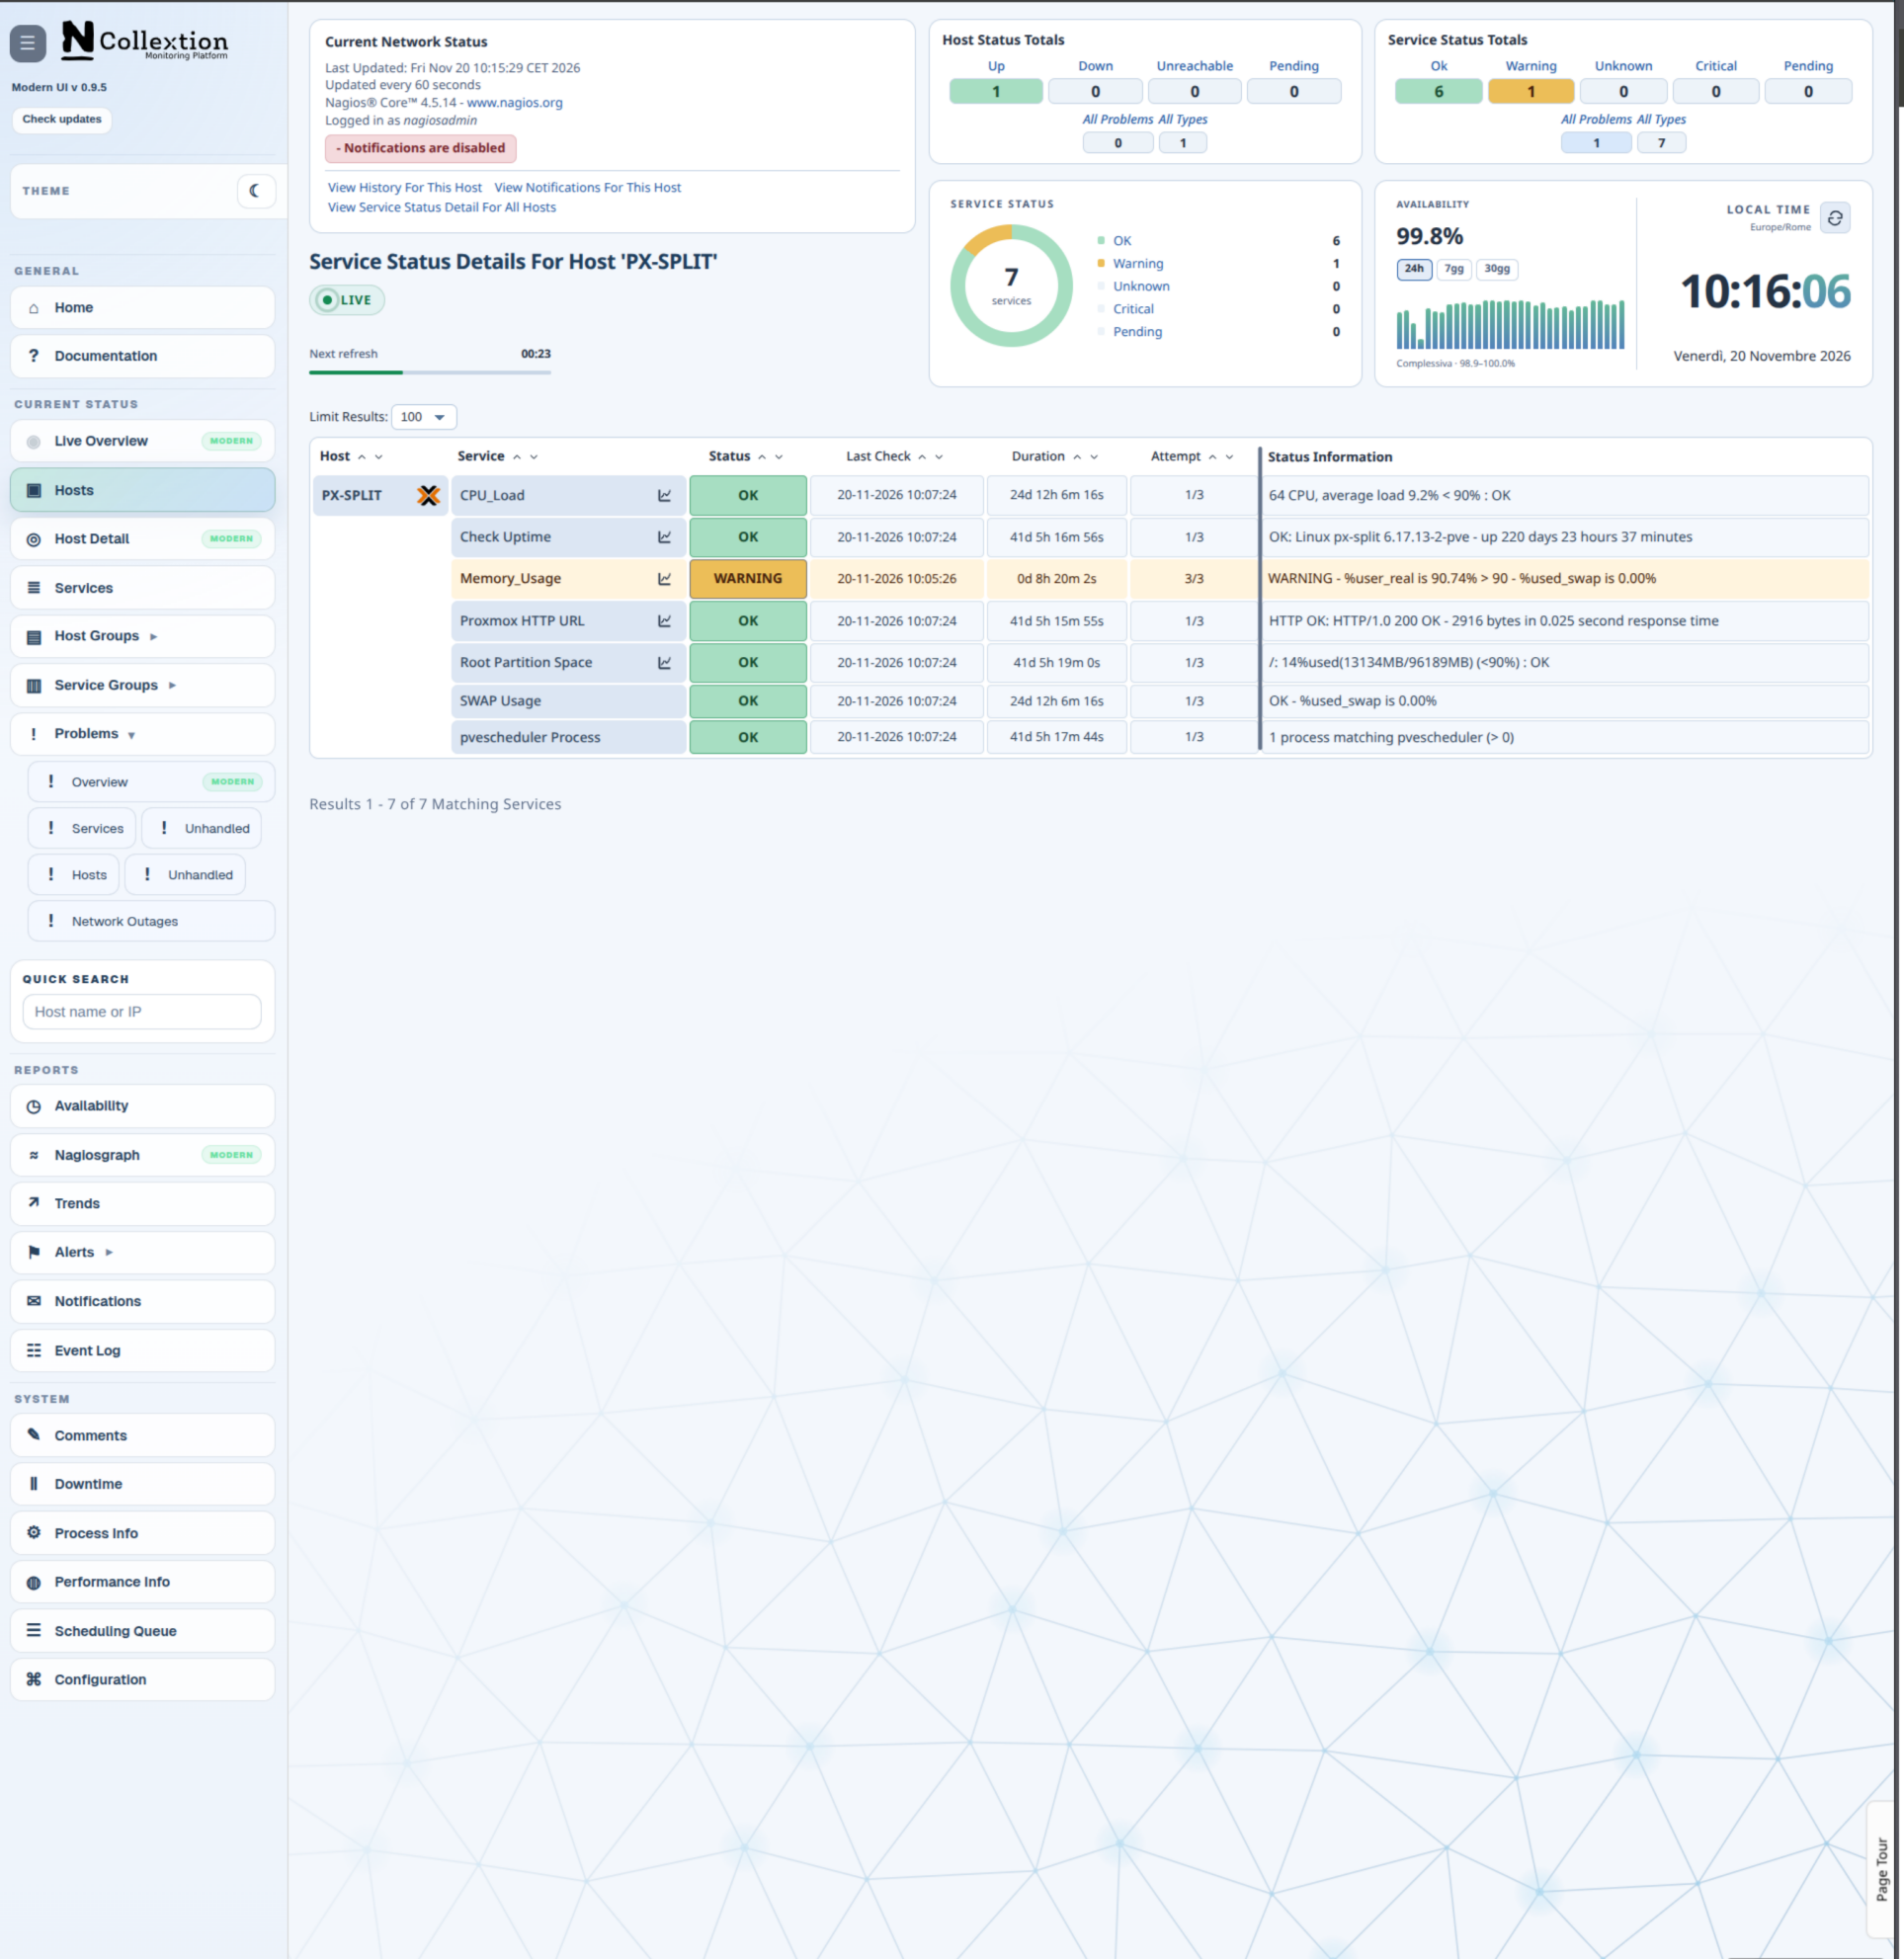 N Collextion
Monitoring Platform
Modern UI v 0.9.5
Check updates
THEME
GENERAL
Home
? Documentation
CURRENT STATUS
Live Overview MODERN
Hosts
Host Detail MODERN
Services
Host Groups
Service Groups
! Problems
! Overview MODERN
! Services ! Unhandled
! Hosts ! Unhandled
! Network Outages
QUICK SEARCH
Host name or IP
REPORTS
Availability
Nagiosgraph MODERN
Trends
Alerts
Notifications
Event Log
SYSTEM
Comments
Downtime
Process Info
Performance Info
Scheduling Queue
Configuration
Current Network Status
Last Updated: Fri Nov 20 10:15:29 CET 2026
Updated every 60 seconds
Nagios® Core™ 4.5.14 - www.nagios.org
Logged in as nagiosadmin
- Notifications are disabled
View History For This Host View Notifications For This Host
View Service Status Detail For All Hosts
Host Status Totals
Up Down Unreachable Pending
1 0 0 0
All Problems All Types
0 1
Service Status Totals
Ok Warning Unknown Critical Pending
6 1 0 0 0
All Problems All Types
1 7
Service Status Details For Host 'PX-SPLIT'
LIVE
Next refresh 00:23
SERVICE STATUS
7
services
OK 6
Warning 1
Unknown 0
Critical 0
Pending 0
AVAILABILITY
99.8%
24h 7gg 30gg
Complessiva · 98.9–100.0%
LOCAL TIME
Europe/Rome
10:16:06
Venerdì, 20 Novembre 2026
Limit Results: 100
Host Service Status Last Check Duration Attempt Status Information
PX-SPLIT CPU_Load OK 20-11-2026 10:07:24 24d 12h 6m 16s 1/3 64 CPU, average load 9.2% < 90% : OK
Check Uptime OK 20-11-2026 10:07:24 41d 5h 16m 56s 1/3 OK: Linux px-split 6.17.13-2-pve - up 220 days 23 hours 37 minutes
Memory_Usage WARNING 20-11-2026 10:05:26 0d 8h 20m 2s 3/3 WARNING - %user_real is 90.74% > 90 - %used_swap is 0.00%
Proxmox HTTP URL OK 20-11-2026 10:07:24 41d 5h 15m 55s 1/3 HTTP OK: HTTP/1.0 200 OK - 2916 bytes in 0.025 second response time
Root Partition Space OK 20-11-2026 10:07:24 41d 5h 19m 0s 1/3 /: 14%used(13134MB/96189MB) (<90%) : OK
SWAP Usage OK 20-11-2026 10:07:24 24d 12h 6m 16s 1/3 OK - %used_swap is 0.00%
pvescheduler Process OK 20-11-2026 10:07:24 41d 5h 17m 44s 1/3 1 process matching pvescheduler (> 0)
Results 1 - 7 of 7 Matching Services
Page Tour